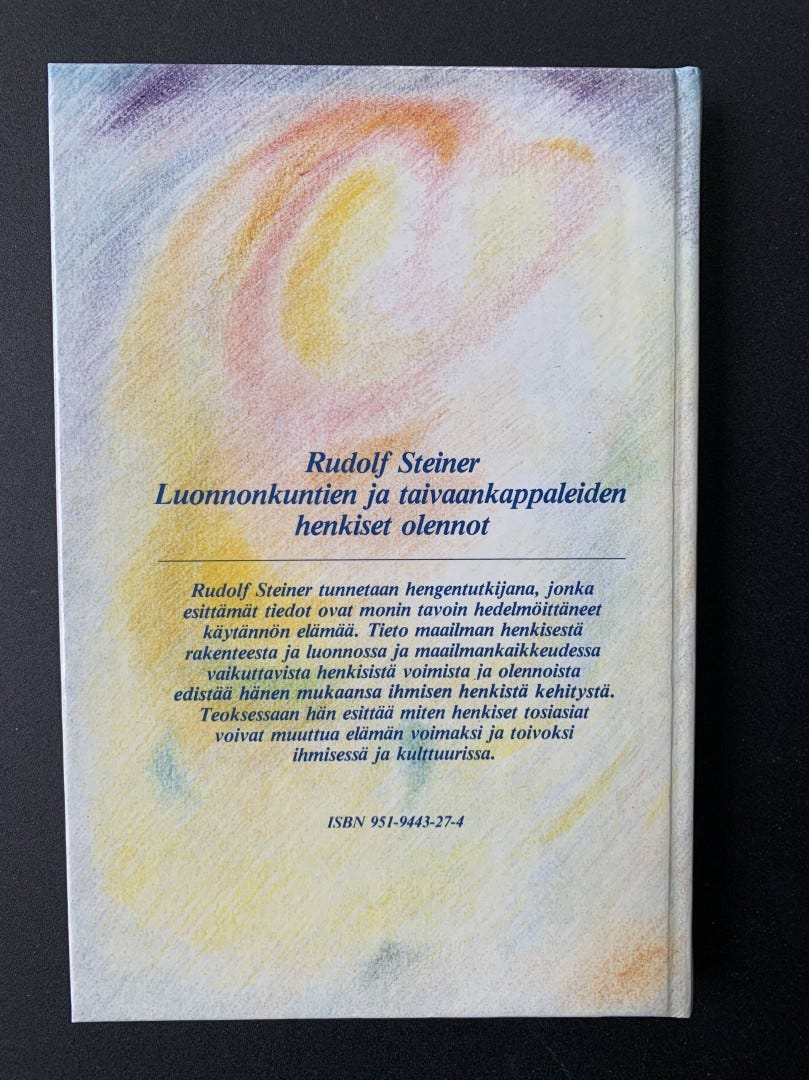 Rudolf Steiner
Luonnonkuntien ja taivaankappaleiden
henkiset olennot
Rudolf Steiner tunnetaan hengentutkijana, jonka
esittämät tiedot ovat monin tavoin hedelmöittäneet
käytännön elämää. Tieto maailman henkisestä
rakenteesta ja luonnossa ja maailmankaikkeudessa
vaikuttavista henkisistä voimista ja olennoista
edistää hänen mukaansa ihmisen henkistä kehitystä.
Teoksessaan hän esittää miten henkiset tosiasiat
voivat muuttua elämän voimaksi ja toivoksi
ihmisessä ja kulttuurissa.
ISBN 951-9443-27-4